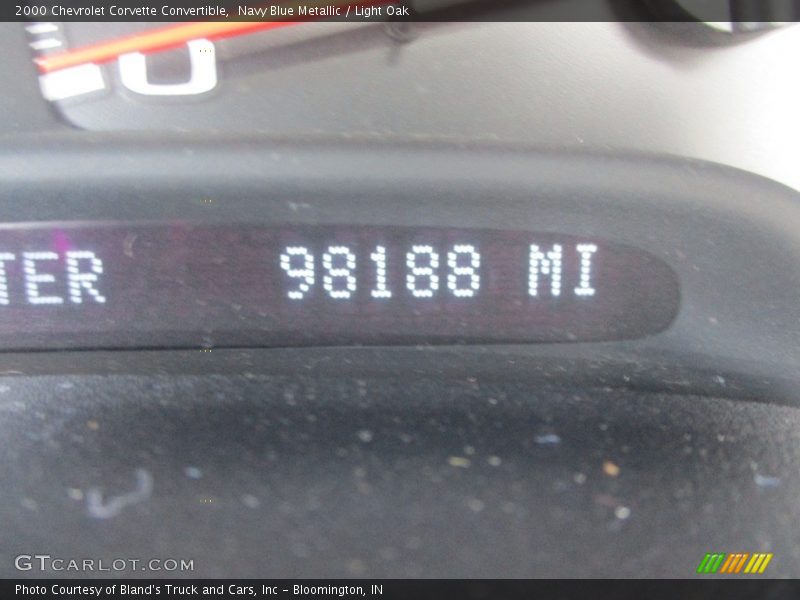 2000 Chevrolet Corvette Convertible, Navy Blue Metallic / Light Oak
0
TER 98188 MI
GTCARLOT.COM
Photo Courtesy of Bland's Truck and Cars, Inc - Bloomington, IN